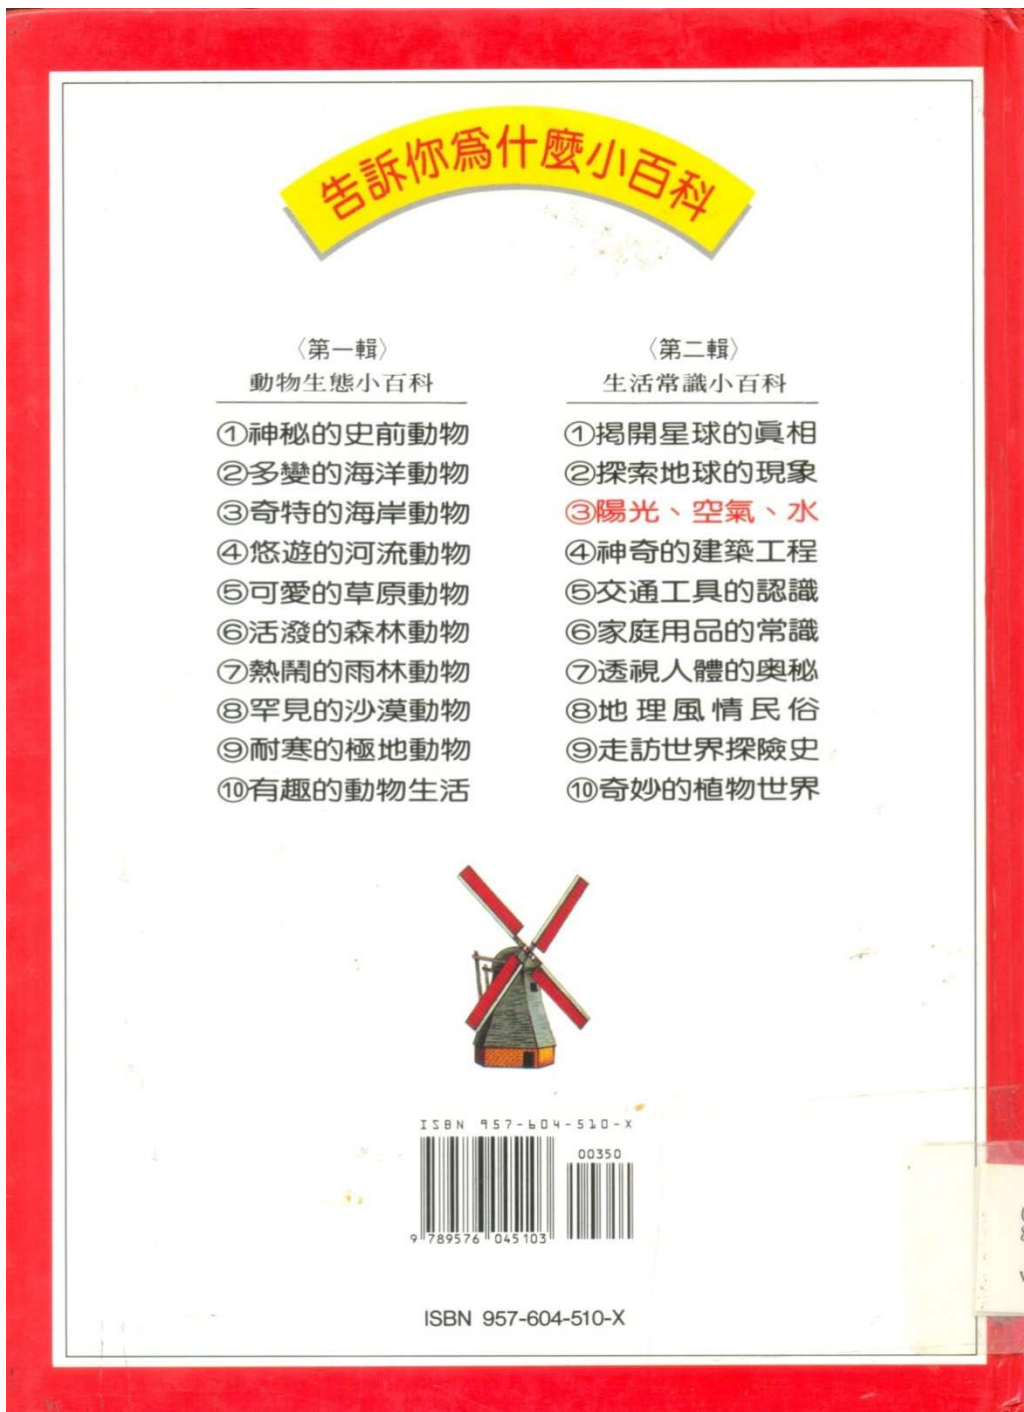 告訴你爲什麼小百科
〈第一輯〉
動物生態小百科
①神秘的史前動物
②多變的海洋動物
③奇特的海岸動物
④悠遊的河流動物
⑤可愛的草原動物
⑥活潑的森林動物
⑦熱鬧的雨林動物
⑧罕見的沙漠動物
⑨耐寒的極地動物
⑩有趣的動物生活
〈第二輯〉
生活常識小百科
①揭開星球的眞相
②探索地球的現象
③陽光、空氣、水
④神奇的建築工程
⑤交通工具的認識
⑥家庭用品的常識
⑦透視人體的奧秘
⑧地理風情民俗
⑨走訪世界探險史
⑩奇妙的植物世界
ISBN 957-604-510-X
00350
9 789576 045103
ISBN 957-604-510-X